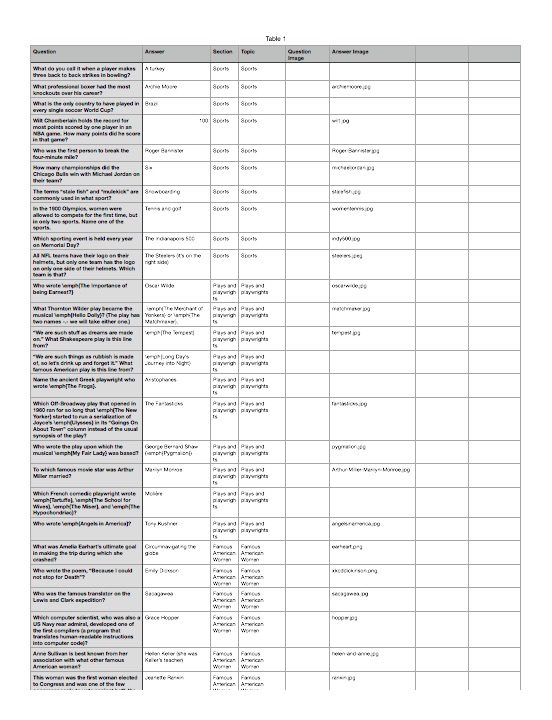 Table 1
Question Answer Section Topic Question Answer Image
Image
What do you call it when a player makes A turkey Sports Sports
three back to back strikes in bowling?
What professional boxer had the most Archie Moore Sports Sports archiemoore.jpg
knockouts over his career?
What is the only country to have played in Brazil Sports Sports
every single soccer World Cup?
Wilt Chamberlain holds the record for 100 Sports Sports wilt.jpg
most points scored by one player in an
NBA game. How many points did he score
in that game?
Who was the first person to break the Roger Bannister Sports Sports Roger-Bannister.jpg
four-minute mile?
How many championships did the Six Sports Sports michaeljordan.jpg
Chicago Bulls win with Michael Jordan on
their team?
The terms "stale fish" and "mulekick" are Snowboarding Sports Sports stalefish.jpg
commonly used in what sport?
In the 1900 Olympics, women were Tennis and golf Sports Sports womentennis.jpg
allowed to compete for the first time, but
in only two sports. Name one of the
sports.
Which sporting event is held every year The Indianapolis 500 Sports Sports indy500.jpg
on Memorial Day?
All NFL teams have their logo on their The Steelers (it's on the Sports Sports steelers.jpeg
helmets, but only one team has the logo right side)
on only one side of their helmets. Which
team is that?
Who wrote \emph{The Importance of Oscar Wilde Plays and Plays and oscarwilde.jpg
being Earnest?} playwrigh playwrights
ts
What Thornton Wilder play became the \emph{The Merchant of Plays and Plays and matchmaker.jpg
musical \emph{Hello Dolly}? (The play has Yonkers} or \emph{The playwrigh playwrights
two names -- we will take either one.) Matchmaker}. ts
"We are such stuff as dreams are made \emph{The Tempest} Plays and Plays and tempest.jpg
on." What Shakespeare play is this line playwrigh playwrights
from? ts
"We are such things as rubbish is made \emph{Long Day's Plays and Plays and
of, so let's drink up and forget it." What Journey into Night} playwrigh playwrights
famous American play is this line from? ts
Name the ancient Greek playwright who Aristophanes Plays and Plays and
wrote \emph{The Frogs}. playwrigh playwrights
ts
Which Off-Broadway play that opened in The Fantasticks Plays and Plays and fantasticks.jpg
1960 ran for so long that \emph{The New playwrigh playwrights
Yorker} started to run a serialization of ts
Joyce's \emph{Ulysses} in its "Goings On
About Town" column instead of the usual
synopsis of the play?
Who wrote the play upon which the George Bernard Shaw Plays and Plays and pygmalion.jpg
musical \emph{My Fair Lady} was based? (\emph{Pygmalion}) playwrigh playwrights
ts
To which famous movie star was Arthur Marilyn Monroe Plays and Plays and Arthur-Miller-Marilyn-Monroe.jpg
Miller married? playwrigh playwrights
ts
Which French comedic playwright wrote Molière Plays and Plays and
\emph{Tartuffe}, \emph{The School for playwrigh playwrights
Wives}, \emph{The Miser}, and \emph{The ts
Hypochondriac}?
Who wrote \emph{Angels in America}? Tony Kushner Plays and Plays and angelsinamerica.jpg
playwrigh playwrights
ts
What was Amelia Earhart's ultimate goal Circumnavigating the Famous Famous earheart.png
in making the trip during which she globe American American
crashed? Women Women
Who wrote the poem, "Because I could Emily Dickson Famous Famous xkcddickinson.png
not stop for Death"? American American
Women Women
Who was the famous translator on the Sacagawea Famous Famous sacagawea.jpg
Lewis and Clark expedition? American American
Women Women
Which computer scientist, who was also a Grace Hopper Famous Famous hopper.jpg
US Navy rear admiral, developed one of American American
the first compilers (a program that Women Women
translates human-readable instructions
into computer code)?
Anne Sullivan is best known from her Helen Keller (she was Famous Famous helen-and-anne.jpg
association with what other famous Keller's teacher) American American
American woman? Women Women
This woman was the first woman elected Jeanette Rankin Famous Famous rankin.jpg
to Congress and was one of the few American American